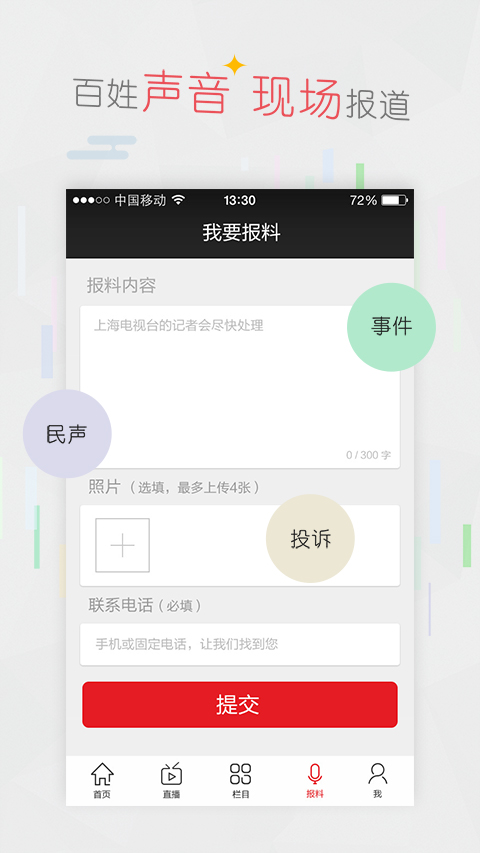 百姓声音 现场报道
中国移动 13:30 72%
我要报料
报料内容
上海电视台的记者会尽快处理
事件
民声
0 / 300 字
照片（选填，最多上传4张）
投诉
联系电话（必填）
手机或固定电话，让我们找到您
提交
首页 直播 栏目 报料 我